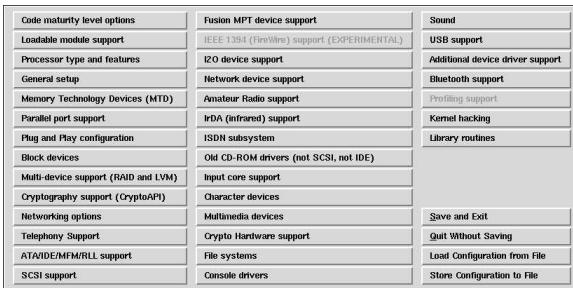 Code maturity level options
Loadable module support
Processor type and features
General setup
Memory Technology Devices (MTD)
Parallel port support
Plug and Play configuration
Block devices
Multi-device support (RAID and LVM)
Cryptography support (CryptoAPI)
Networking options
Telephony Support
ATA/IDE/MFM/RLL support
SCSI support
Fusion MPT device support
IEEE 1394 (FireWire) support (EXPERIMENTAL)
I2O device support
Network device support
Amateur Radio support
IrDA (infrared) support
ISDN subsystem
Old CD-ROM drivers (not SCSI, not IDE)
Input core support
Character devices
Multimedia devices
Crypto Hardware support
File systems
Console drivers
Sound
USB support
Additional device driver support
Bluetooth support
Profiling support
Kernel hacking
Library routines
Save and Exit
Quit Without Saving
Load Configuration from File
Store Configuration to File